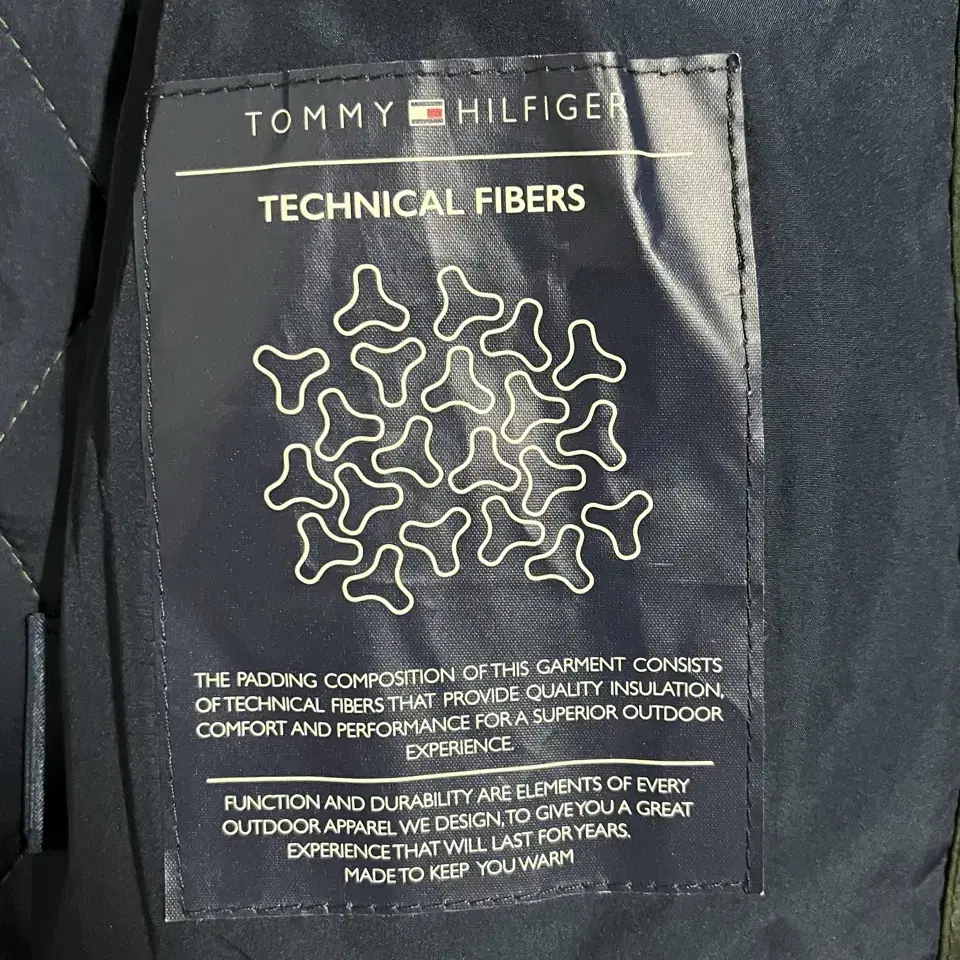 TOMMY HILFIGER
TECHNICAL FIBERS
THE PADDING COMPOSITION OF THIS GARMENT CONSISTS
OF TECHNICAL FIBERS THAT PROVIDE QUALITY INSULATION,
COMFORT AND PERFORMANCE FOR A SUPERIOR OUTDOOR
EXPERIENCE.
FUNCTION AND DURABILITY ARE ELEMENTS OF EVERY
OUTDOOR APPAREL WE DESIGN, TO GIVE YOU A GREAT
EXPERIENCE THAT WILL LAST FOR YEARS.
MADE TO KEEP YOU WARM